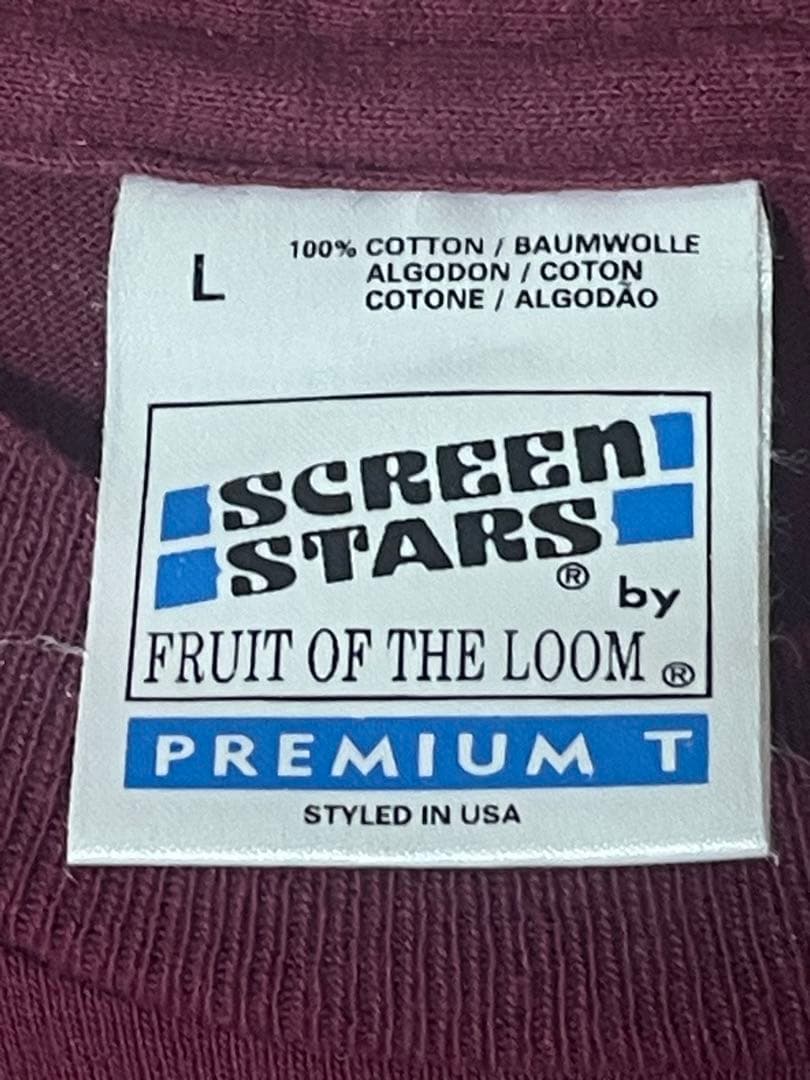 L
100% COTTON / BAUMWOLLE
ALGODON / COTON
COTONE / ALGODÃO
SCREEN
STARS ® by
FRUIT OF THE LOOM ®
PREMIUM T
STYLED IN USA